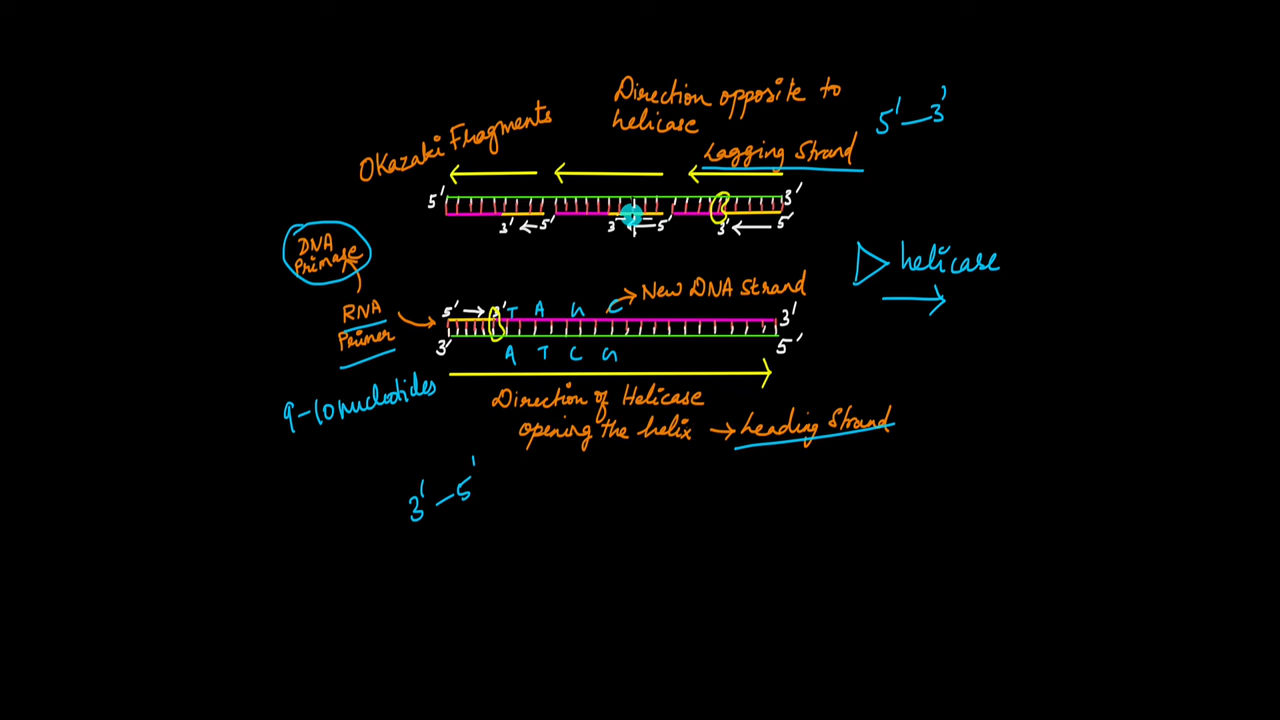 Direction opposite to
helicase
5'—3'
Okazaki Fragments
Lagging Strand
5' 3'
3' 5' 3 5' 3' 5'
DNA
Primase
helicase
RNA
Primer
New DNA Strand
5' 3' T A G C 3'
3' A T C G 5'
9-10 nucleotides
Direction of Helicase
opening the helix → Leading Strand
3'—5'